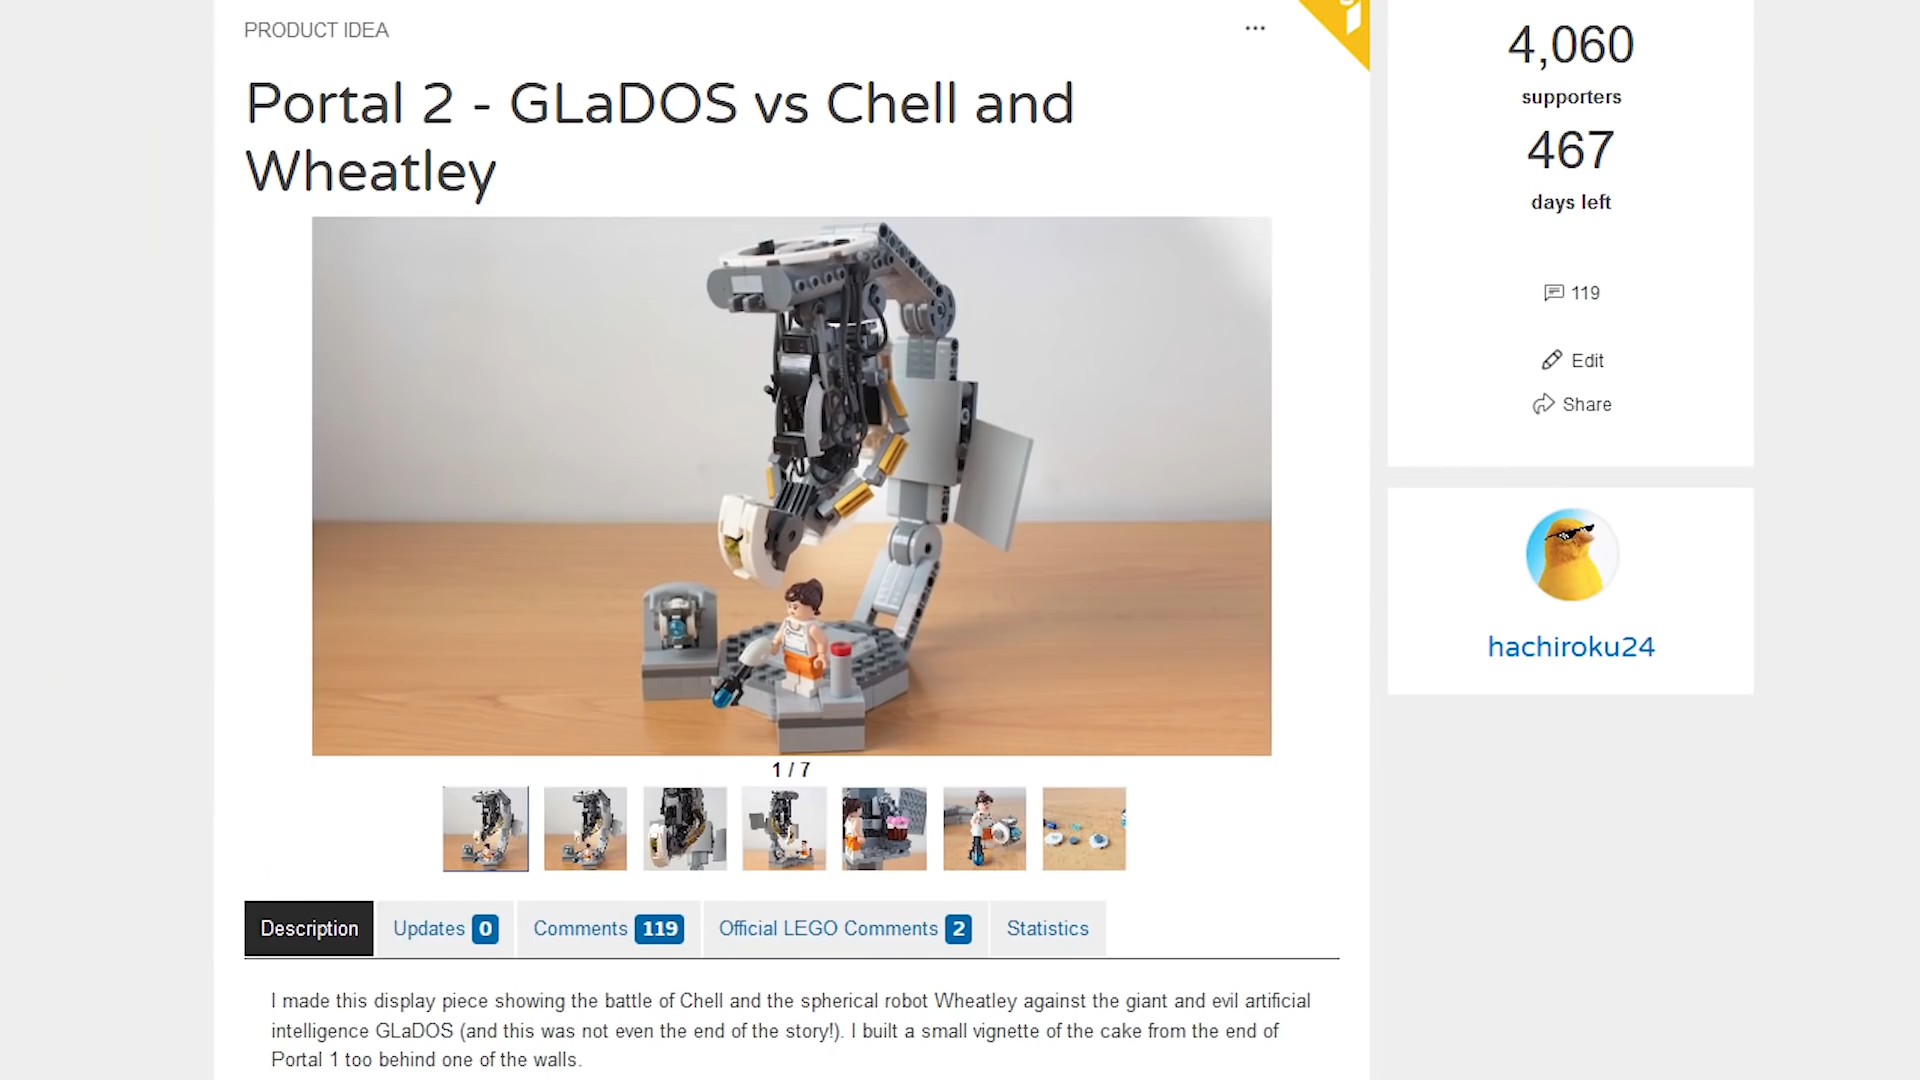 PRODUCT IDEA
Portal 2 - GLaDOS vs Chell and
Wheatley
1 / 7
Description
Updates 0
Comments 119
Official LEGO Comments 2
Statistics
I made this display piece showing the battle of Chell and the spherical robot Wheatley against the giant and evil artificial
intelligence GLaDOS (and this was not even the end of the story!). I built a small vignette of the cake from the end of
Portal 1 too behind one of the walls.
4,060
supporters
467
days left
119
Edit
Share
hachiroku24